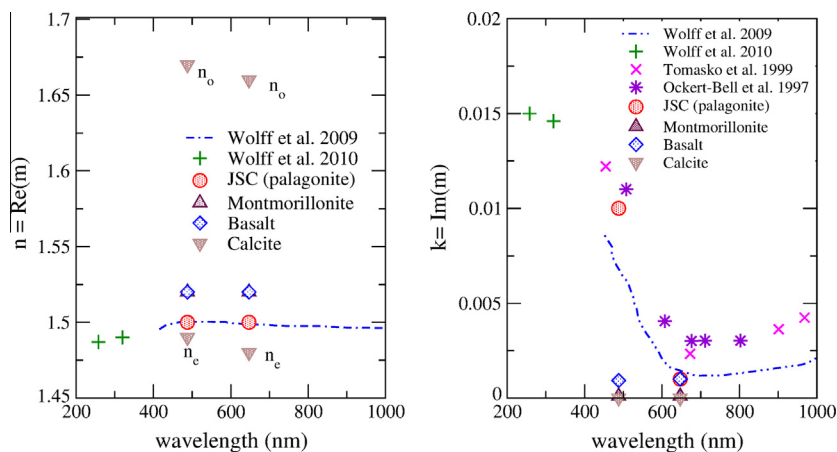 1.7
1.65
1.6
1.55
1.5
1.45
n = Re(m)
n_o
n_o
Wolff et al. 2009
Wolff et al. 2010
JSC (palagonite)
Montmorillonite
Basalt
Calcite
n_e
n_e
200 400 600 800 1000
wavelength (nm)
0.02
0.015
0.01
0.005
0
k= Im(m)
Wolff et al. 2009
Wolff et al. 2010
Tomasko et al. 1999
Ockert-Bell et al. 1997
JSC (palagonite)
Montmorillonite
Basalt
Calcite
200 400 600 800 1000
wavelength (nm)